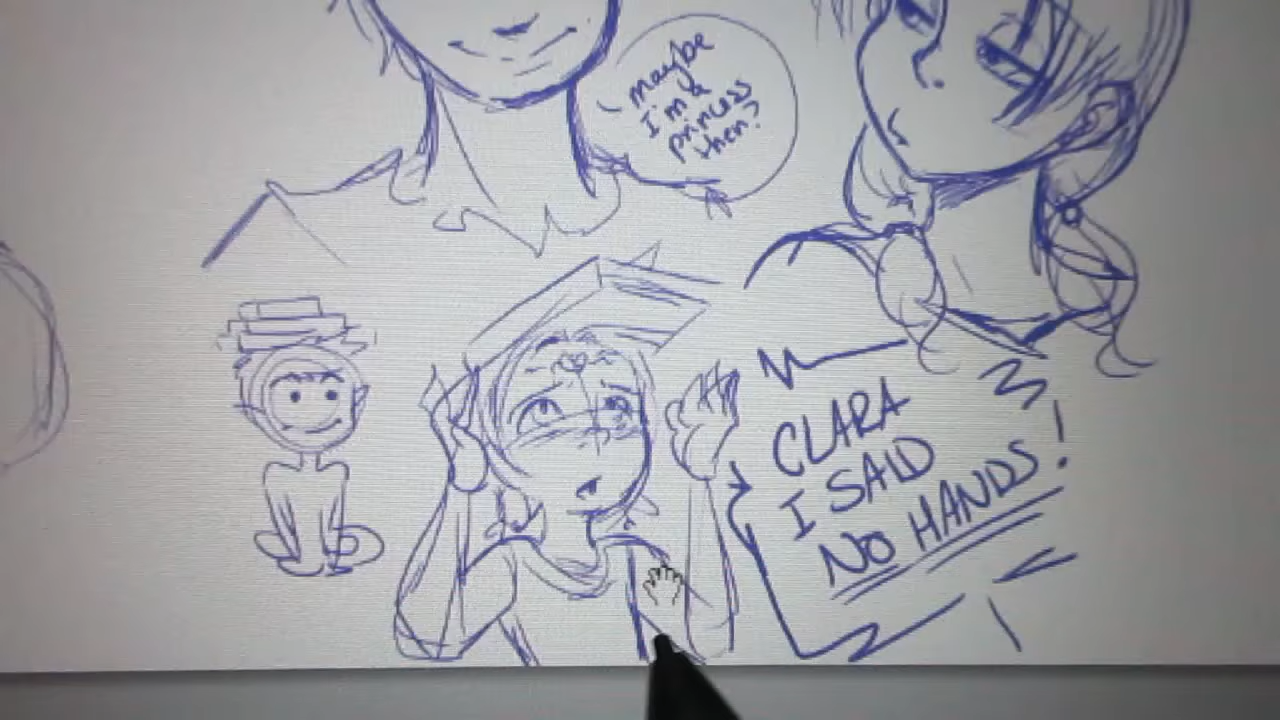 maybe
I'm a
princess
then?
CLARA
I SAID
NO HANDS!